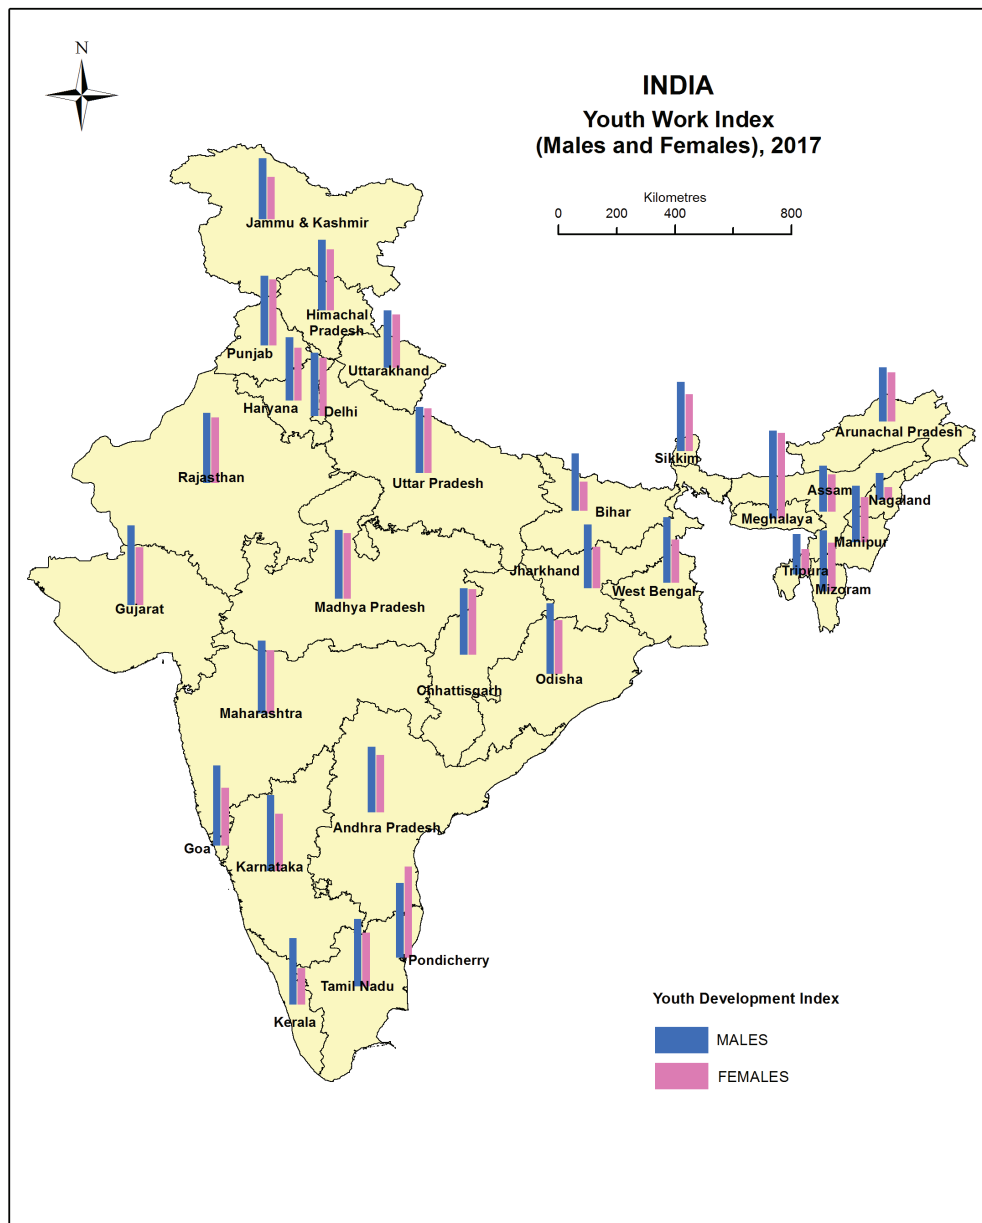 N
INDIA
Youth Work Index
(Males and Females), 2017
Kilometres
0 200 400 800
Jammu & Kashmir
Himachal
Pradesh
Punjab
Uttarakhand
Haryana
Delhi
Sikkim
Arunachal Pradesh
Rajasthan
Uttar Pradesh
Assam
Nagaland
Bihar
Meghalaya
Manipur
Jharkhand
Tripura
West Bengal
Mizoram
Gujarat
Madhya Pradesh
Odisha
Chhattisgarh
Maharashtra
Andhra Pradesh
Goa
Karnataka
Pondicherry
Tamil Nadu
Kerala
Youth Development Index
MALES
FEMALES